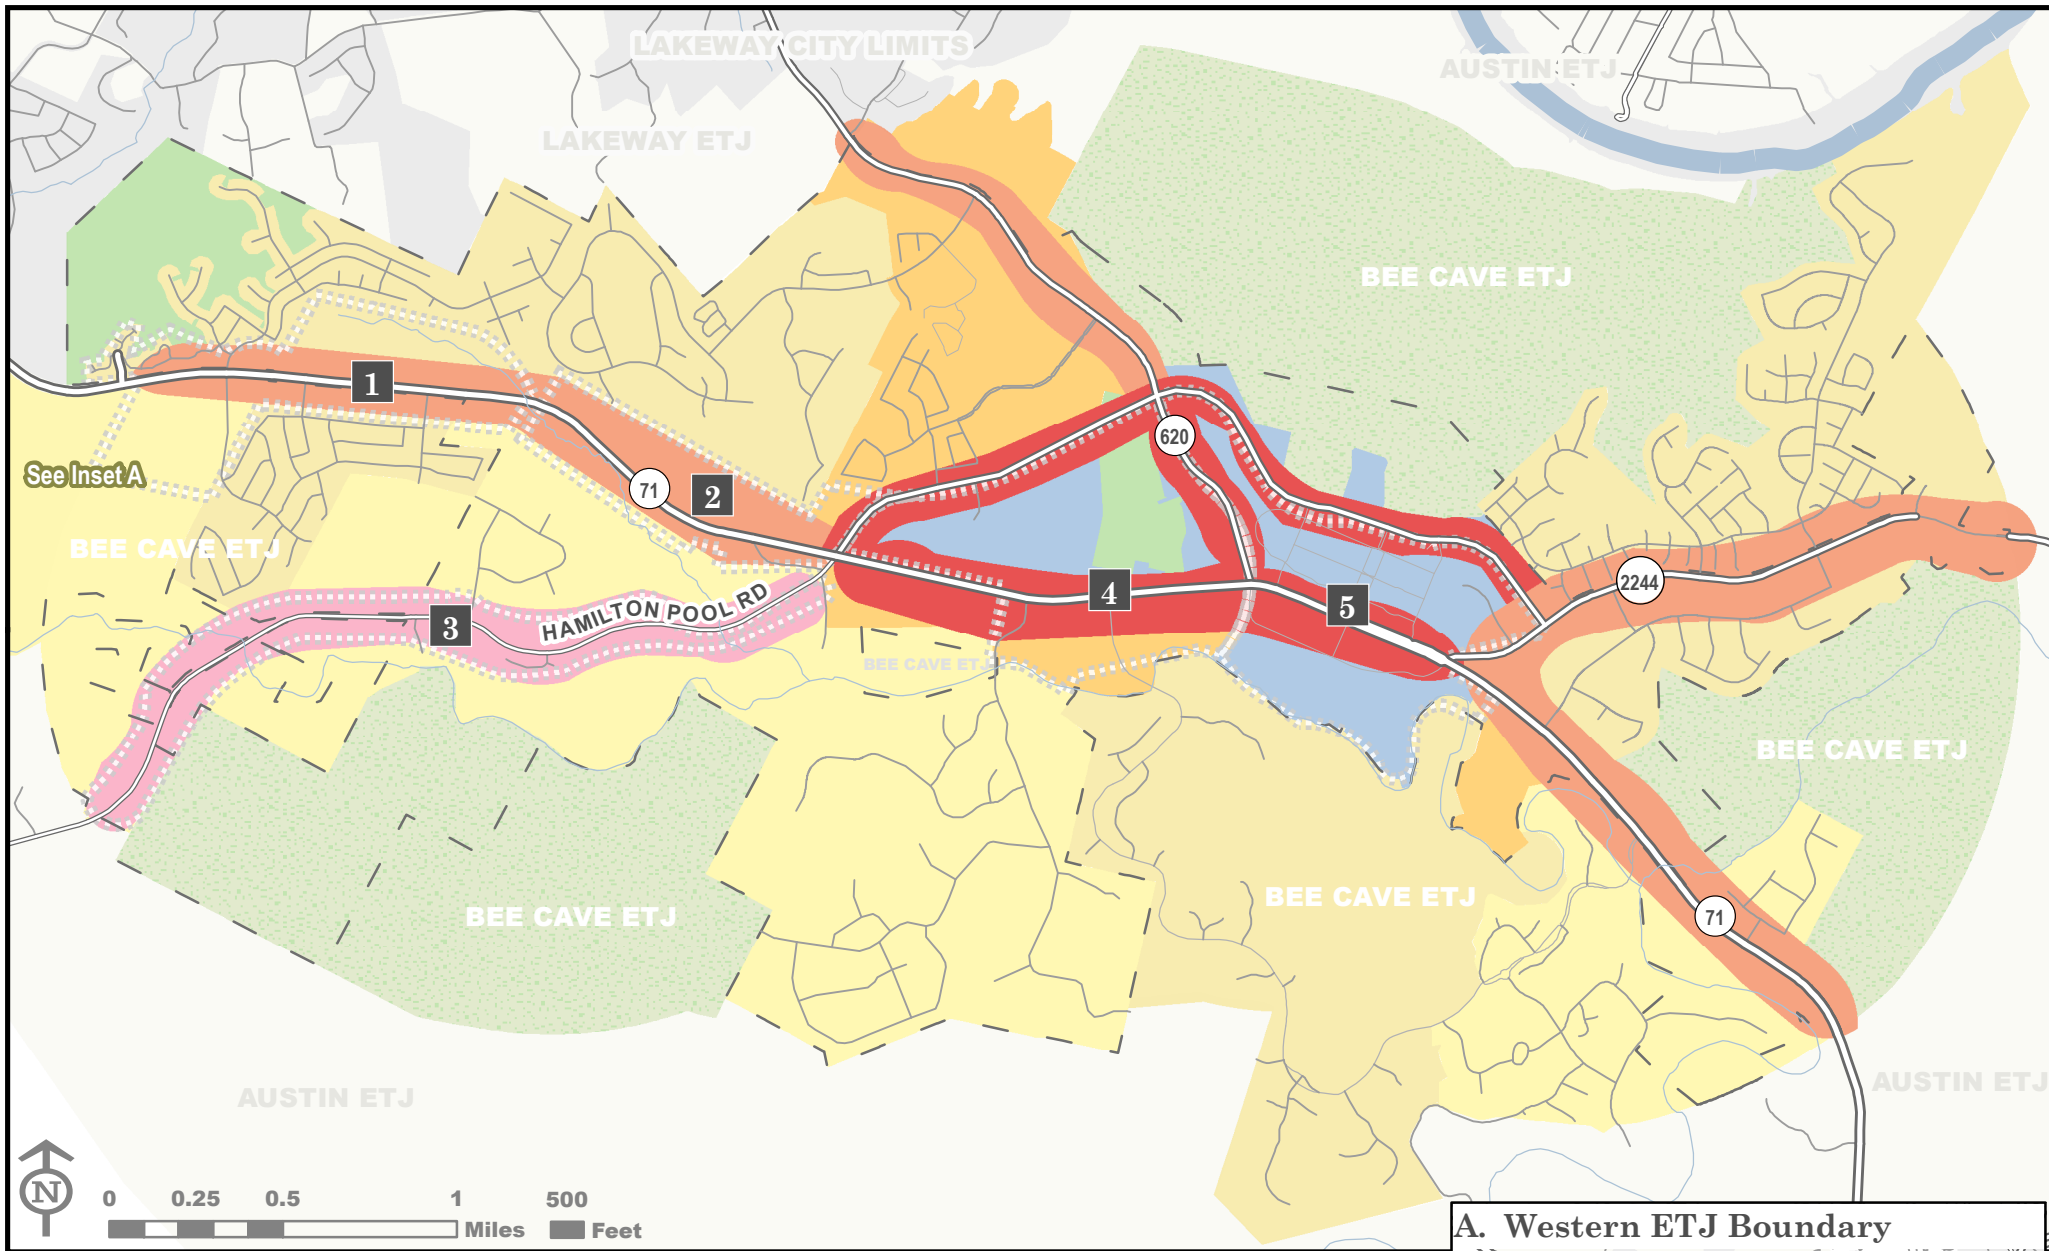 LAKEWAY CITY LIMITS
AUSTIN ETJ
LAKEWAY ETJ
BEE CAVE ETJ
1
620
See Inset A
71
2
BEE CAVE ETJ
2244
4
5
3
HAMILTON POOL RD
BEE CAVE ETJ
BEE CAVE ETJ
BEE CAVE ETJ
BEE CAVE ETJ
71
AUSTIN ETJ
AUSTIN ETJ
N
0 0.25 0.5 1 500
Miles Feet
A. Western ETJ Boundary